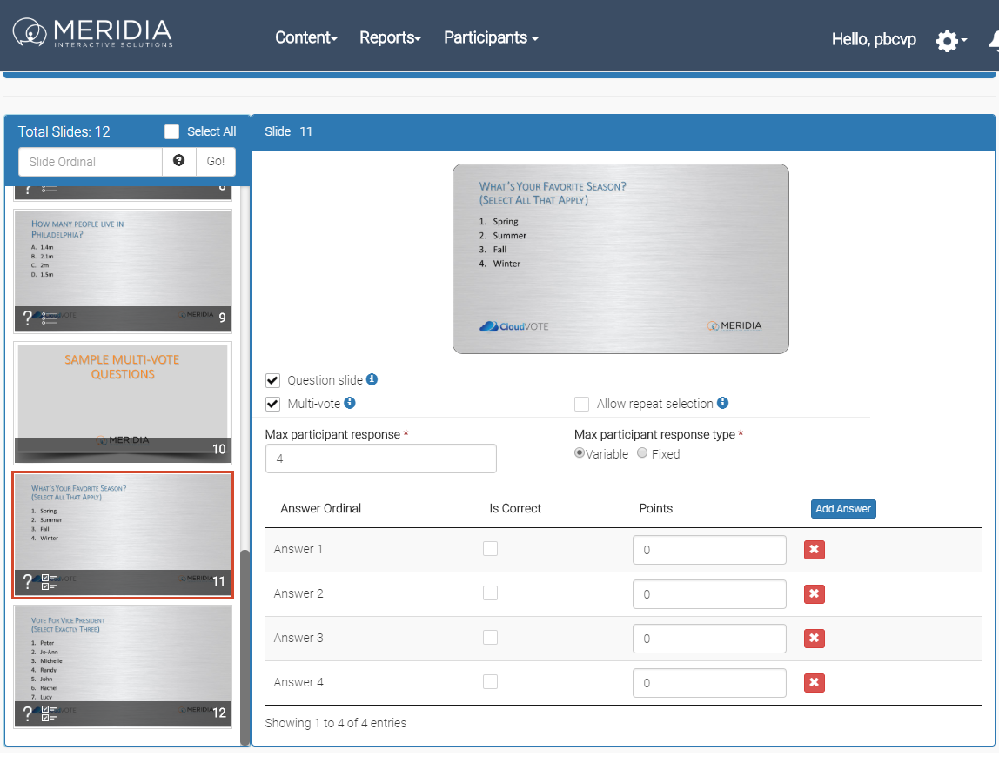 MERIDIA
INTERACTIVE SOLUTIONS
Content
Reports
Participants
Hello, pbcvp
Total Slides: 12
Select All
Slide Ordinal
Go!
? 8
HOW MANY PEOPLE LIVE IN
PHILADELPHIA?
A. 1.4m
B. 2.1m
C. 2m
D. 1.5m
MERIDIA
? 9
SAMPLE MULTI-VOTE
QUESTIONS
MERIDIA
10
WHAT'S YOUR FAVORITE SEASON?
(SELECT ALL THAT APPLY)
1. Spring
2. Summer
3. Fall
4. Winter
MERIDIA
? 11
VOTE FOR VICE PRESIDENT
(SELECT EXACTLY THREE)
1. Peter
2. Jo-Ann
3. Michelle
4. Randy
5. John
6. Rachel
7. Lucy
MERIDIA
? 12
Slide 11
WHAT'S YOUR FAVORITE SEASON?
(SELECT ALL THAT APPLY)
1. Spring
2. Summer
3. Fall
4. Winter
CloudVOTE
MERIDIA
Question slide
Multi-vote
Allow repeat selection
Max participant response *
Max participant response type *
4
Variable Fixed
Answer Ordinal Is Correct Points Add Answer
Answer 1 0
Answer 2 0
Answer 3 0
Answer 4 0
Showing 1 to 4 of 4 entries